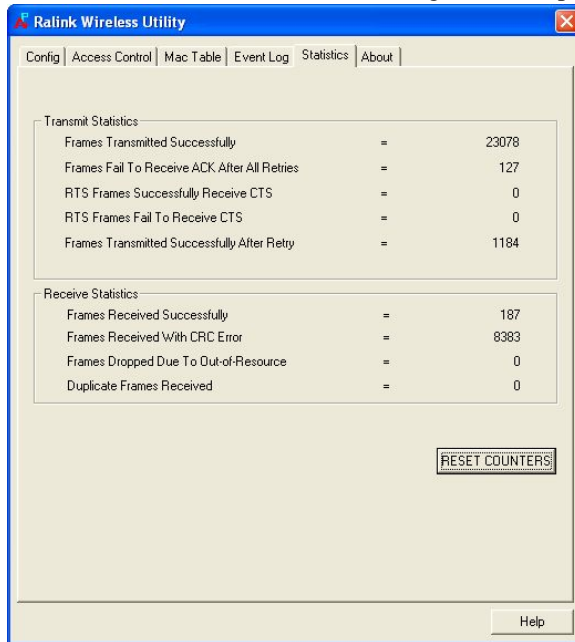 Ralink Wireless Utility
Config Access Control Mac Table Event Log Statistics About
Transmit Statistics
Frames Transmitted Successfully = 23078
Frames Fail To Receive ACK After All Retries = 127
RTS Frames Successfully Receive CTS = 0
RTS Frames Fail To Receive CTS = 0
Frames Transmitted Successfully After Retry = 1184
Receive Statistics
Frames Received Successfully = 187
Frames Received With CRC Error = 8383
Frames Dropped Due To Out-of-Resource = 0
Duplicate Frames Received = 0
RESET COUNTERS
Help